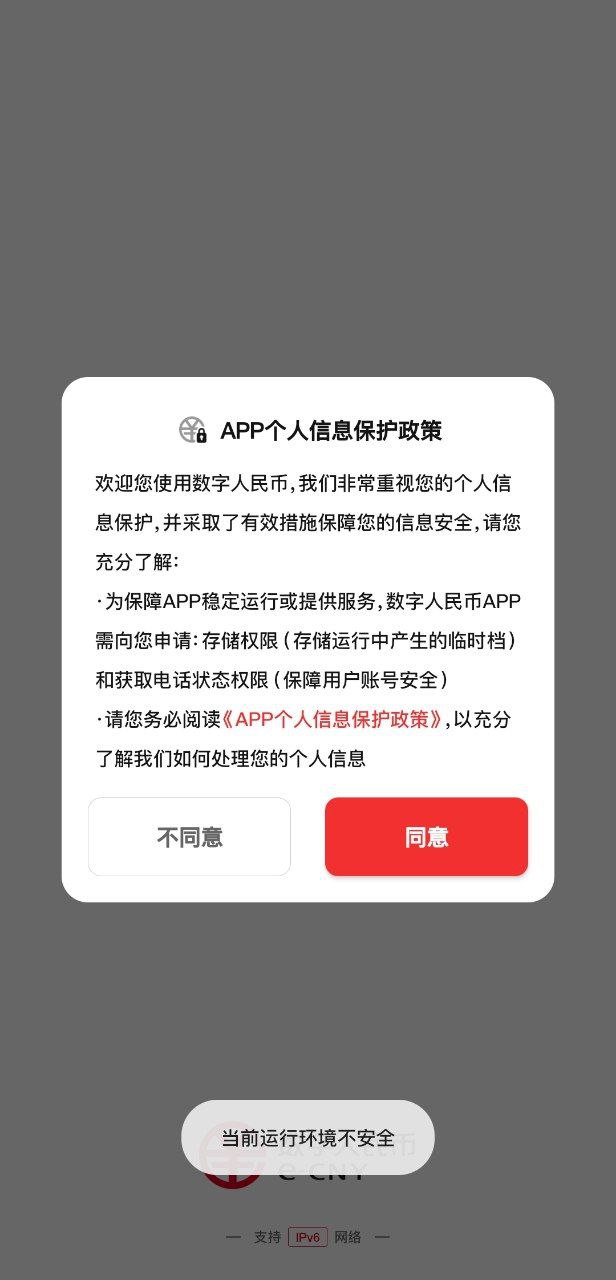 APP个人信息保护政策
欢迎您使用数字人民币,我们非常重视您的个人信
息保护,并采取了有效措施保障您的信息安全,请您
充分了解:
·为保障APP稳定运行或提供服务,数字人民币APP
需向您申请:存储权限(存储运行中产生的临时档)
和获取电话状态权限(保障用户账号安全)
·请您务必阅读《APP个人信息保护政策》,以充分
了解我们如何处理您的个人信息
不同意 同意
当前运行环境不安全
数字人民币
e-CNY
支持 IPv6 网络